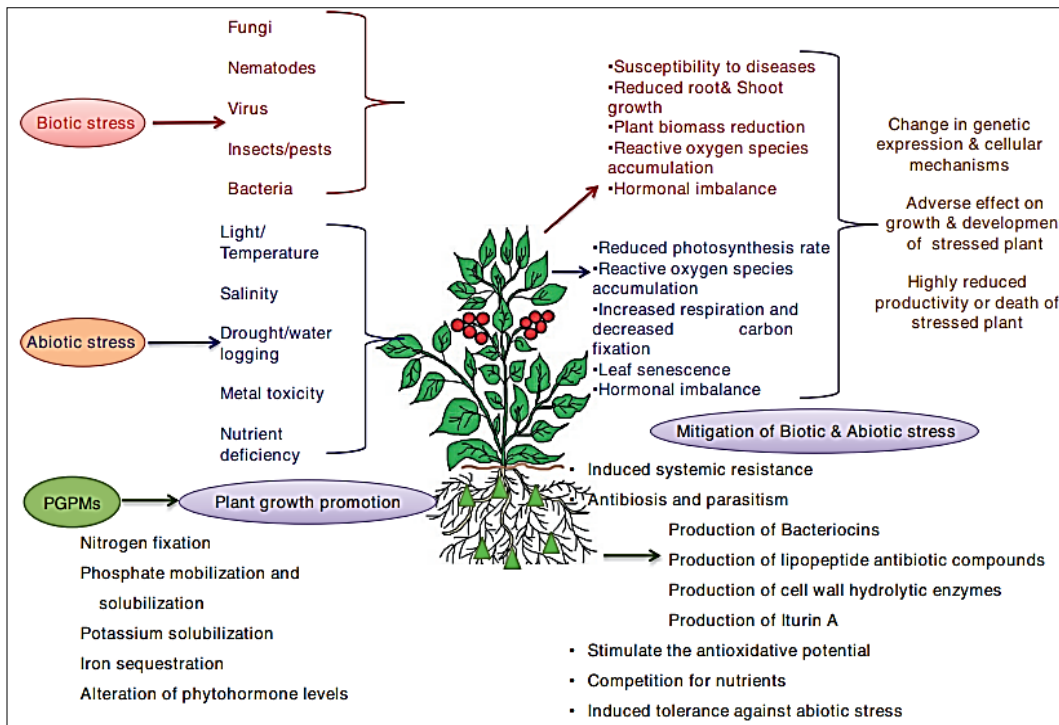 Biotic stress
Fungi
Nematodes
Virus
Insects/pests
Bacteria
•Susceptibility to diseases
•Reduced root& Shoot
growth
•Plant biomass reduction
•Reactive oxygen species
accumulation
•Hormonal imbalance
Change in genetic
expression & cellular
mechanisms
Adverse effect on
growth & developmen
of stressed plant
Highly reduced
productivity or death of
stressed plant
Abiotic stress
Light/
Temperature
Salinity
Drought/water
logging
Metal toxicity
Nutrient
deficiency
•Reduced photosynthesis rate
•Reactive oxygen species
accumulation
•Increased respiration and
decreased carbon
fixation
•Leaf senescence
•Hormonal imbalance
PGPMs
Plant growth promotion
Nitrogen fixation
Phosphate mobilization and
solubilization
Potassium solubilization
Iron sequestration
Alteration of phytohormone levels
Mitigation of Biotic & Abiotic stress
• Induced systemic resistance
• Antibiosis and parasitism
Production of Bacteriocins
Production of lipopeptide antibiotic compounds
Production of cell wall hydrolytic enzymes
Production of Iturin A
• Stimulate the antioxidative potential
• Competition for nutrients
• Induced tolerance against abiotic stress